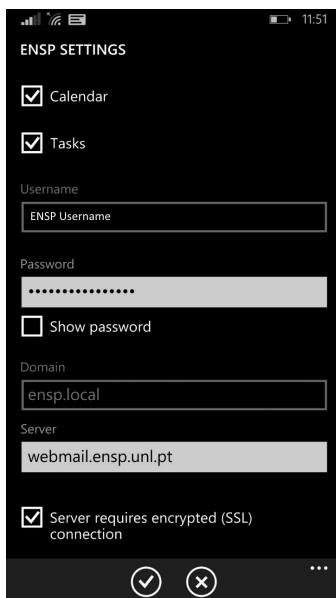 11:51
ENSP SETTINGS
Calendar
Tasks
Username
ENSP Username
Password
••••••••••••••••
Show password
Domain
ensp.local
Server
webmail.ensp.unl.pt
Server requires encrypted (SSL)
connection